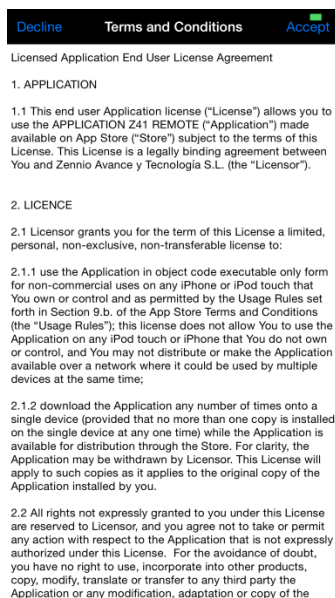 Decline Terms and Conditions Accept
Licensed Application End User License Agreement
1. APPLICATION
1.1 This end user Application license (“License”) allows you to
use the APPLICATION Z41 REMOTE (“Application”) made
available on App Store (“Store”) subject to the terms of this
License. This License is a legally binding agreement between
You and Zennio Avance y Tecnología S.L. (the “Licensor”).
2. LICENCE
2.1 Licensor grants you for the term of this License a limited,
personal, non-exclusive, non-transferable license to:
2.1.1 use the Application in object code executable only form
for non-commercial uses on any iPhone or iPod touch that
You own or control and as permitted by the Usage Rules set
forth in Section 9.b. of the App Store Terms and Conditions
(the “Usage Rules”); this license does not allow You to use the
Application on any iPod touch or iPhone that You do not own
or control, and You may not distribute or make the Application
available over a network where it could be used by multiple
devices at the same time;
2.1.2 download the Application any number of times onto a
single device (provided that no more than one copy is installed
on the single device at any one time) while the Application is
available for distribution through the Store. For clarity, the
Application may be withdrawn by Licensor. This License will
apply to such copies as it applies to the original copy of the
Application installed by you.
2.2 All rights not expressly granted to you under this License
are reserved to Licensor, and you agree not to take or permit
any action with respect to the Application that is not expressly
authorized under this License. For the avoidance of doubt,
you have no right to use, incorporate into other products,
copy, modify, translate or transfer to any third party the
Application or any modification, adaptation or copy of the